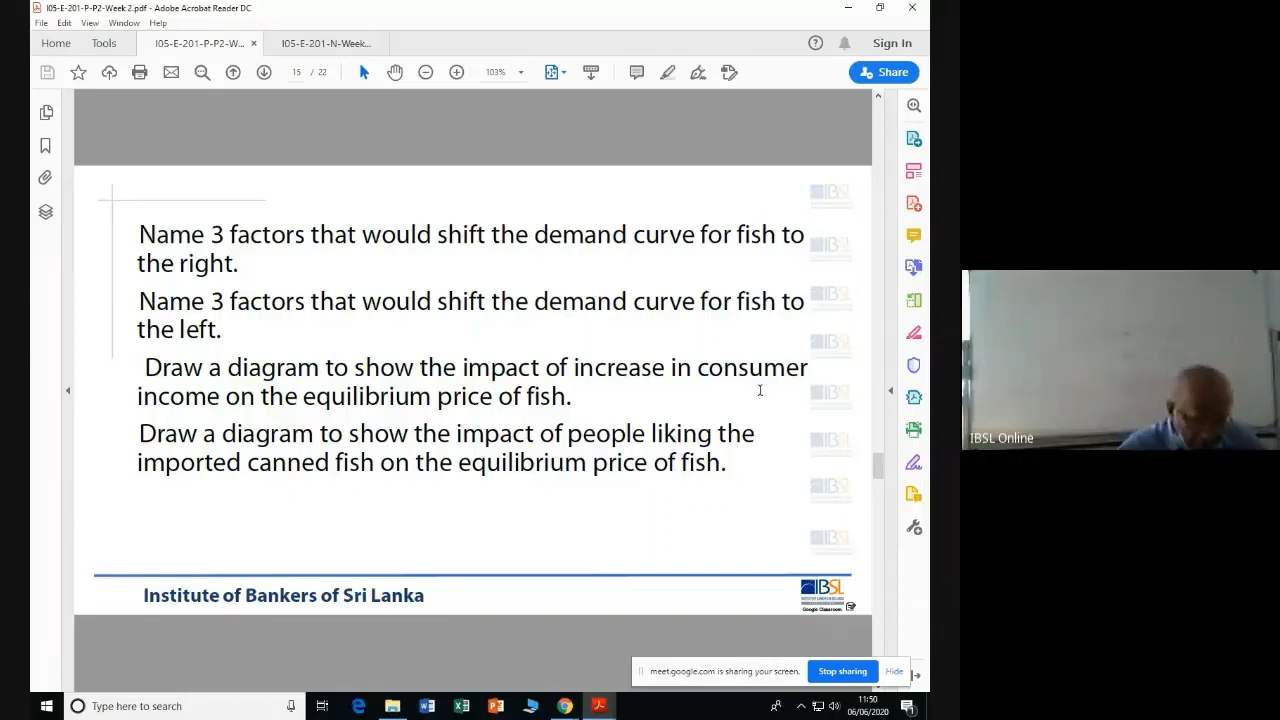 I05-E-201-P-P2-Week 2.pdf - Adobe Acrobat Reader DC
File Edit View Window Help
Home Tools I05-E-201-P-P2-W... × I05-E-201-N-Week... Sign In
15 / 22 103% Share
Name 3 factors that would shift the demand curve for fish to
the right.
Name 3 factors that would shift the demand curve for fish to
the left.
Draw a diagram to show the impact of increase in consumer
income on the equilibrium price of fish.
Draw a diagram to show the impact of people liking the
imported canned fish on the equilibrium price of fish.
IBSL Online
Institute of Bankers of Sri Lanka
IBSL
Google Classroom
meet.google.com is sharing your screen. Stop sharing Hide
Type here to search
11:50
06/06/2020